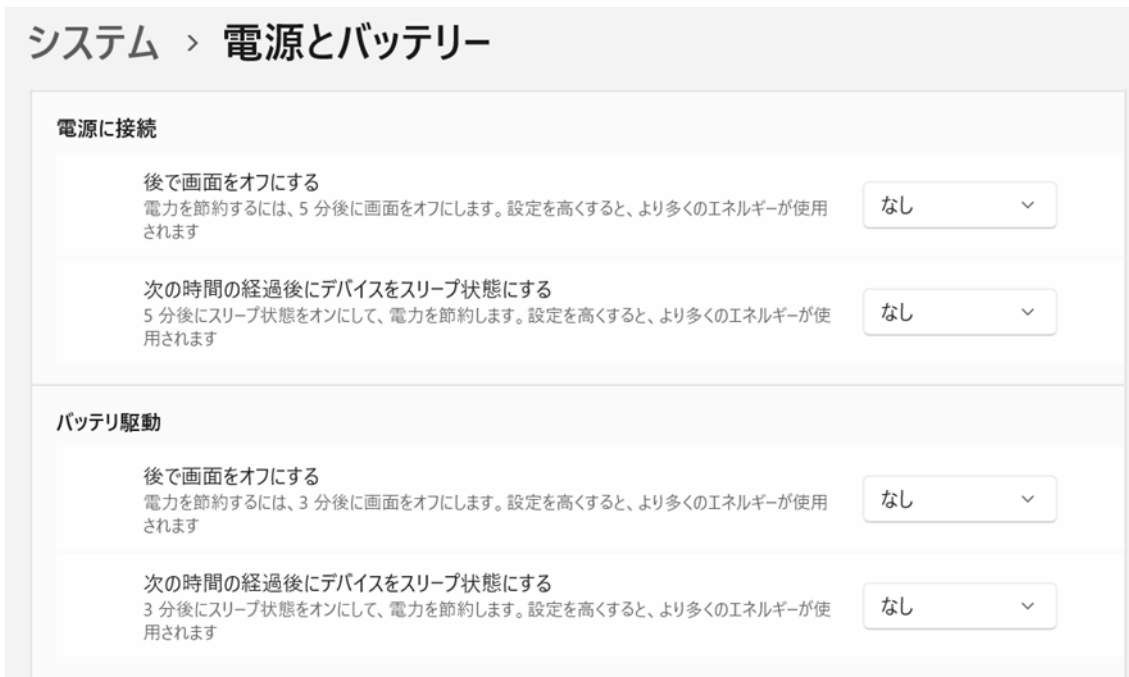 システム › 電源とバッテリー
電源に接続
後で画面をオフにする
電力を節約するには、5 分後に画面をオフにします。設定を高くすると、より多くのエネルギーが使用
されます
なし
次の時間の経過後にデバイスをスリープ状態にする
5 分後にスリープ状態をオンにして、電力を節約します。設定を高くすると、より多くのエネルギーが使
用されます
なし
バッテリ駆動
後で画面をオフにする
電力を節約するには、3 分後に画面をオフにします。設定を高くすると、より多くのエネルギーが使用
されます
なし
次の時間の経過後にデバイスをスリープ状態にする
3 分後にスリープ状態をオンにして、電力を節約します。設定を高くすると、より多くのエネルギーが使
用されます
なし